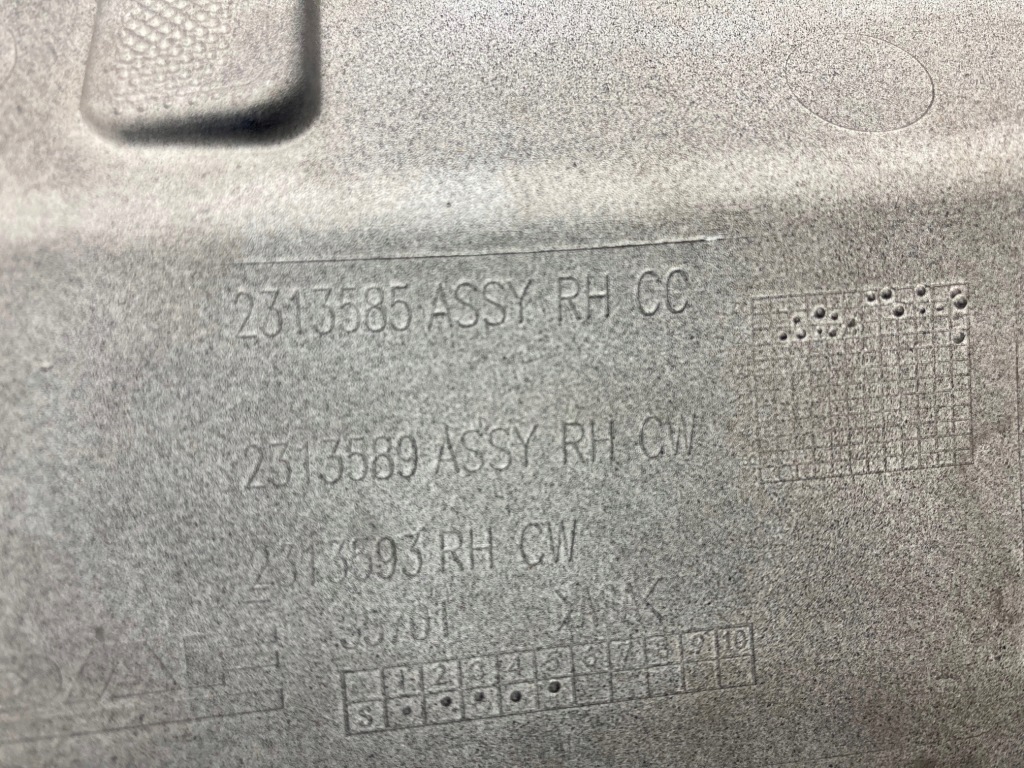 2313585 ASSY RH CC
2313589 ASSY RH CW
2313593 RH CW
1 2 3 4 5 6 7 8 9 10
S